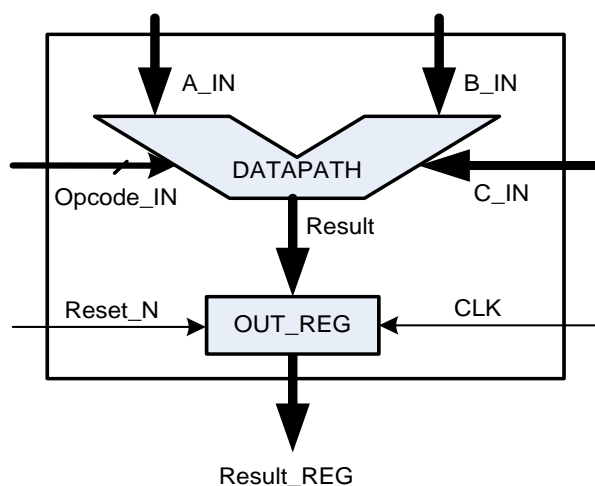 A_IN
B_IN
DATAPATH
Opcode_IN
C_IN
Result
Reset_N
OUT_REG
CLK
Result_REG